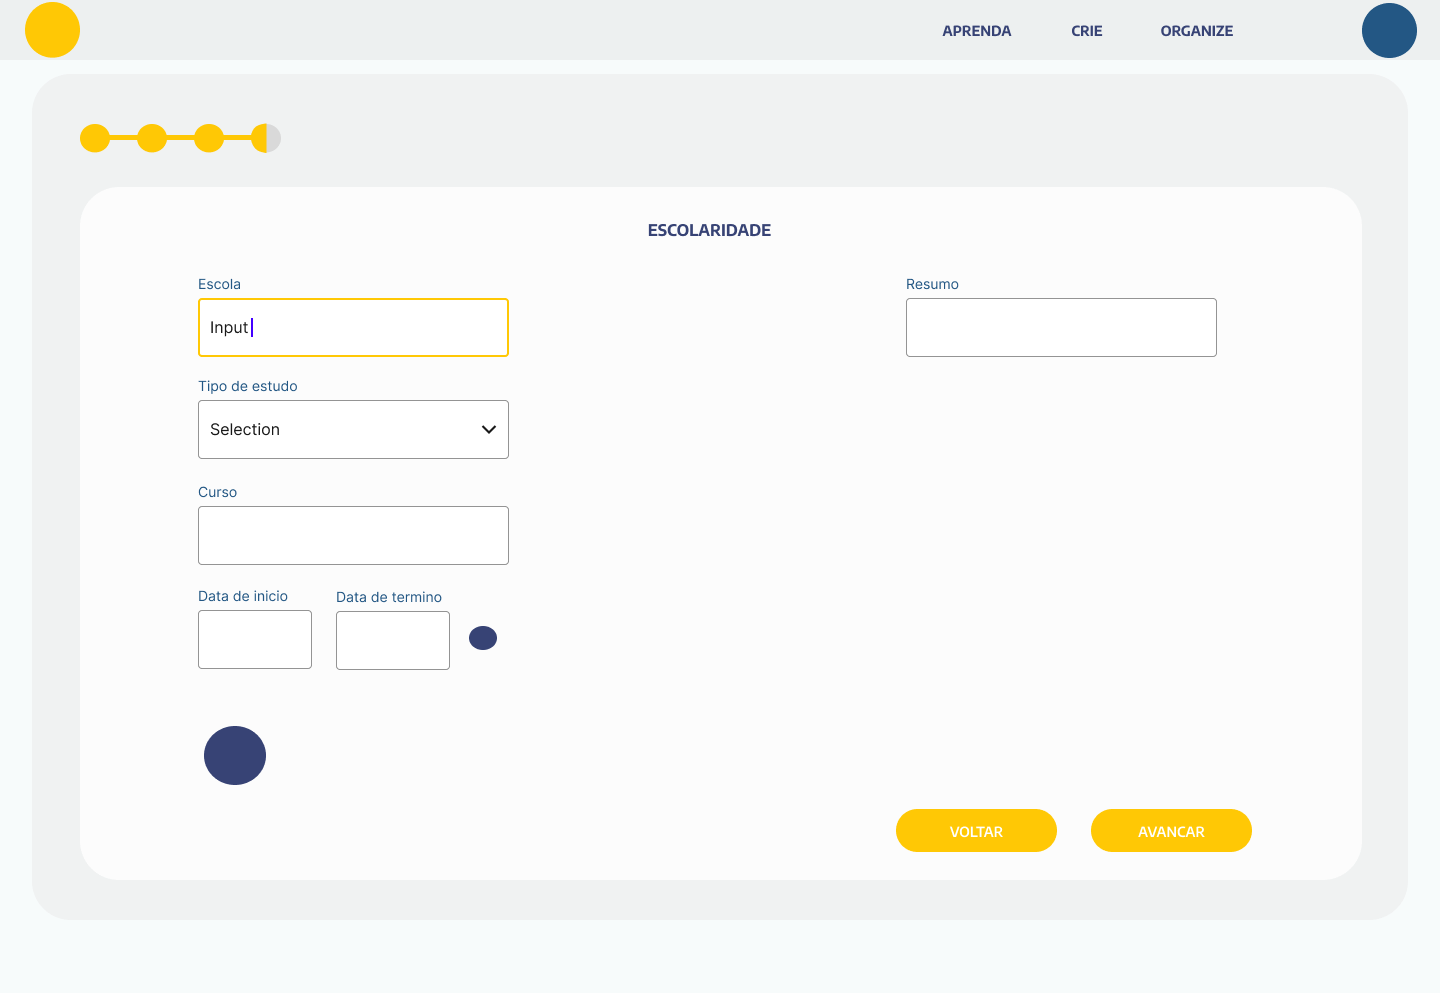 APRENDA CRIE ORGANIZE
ESCOLARIDADE
Escola
Input
Resumo
Tipo de estudo
Selection
Curso
Data de inicio
Data de termino
VOLTAR
AVANCAR